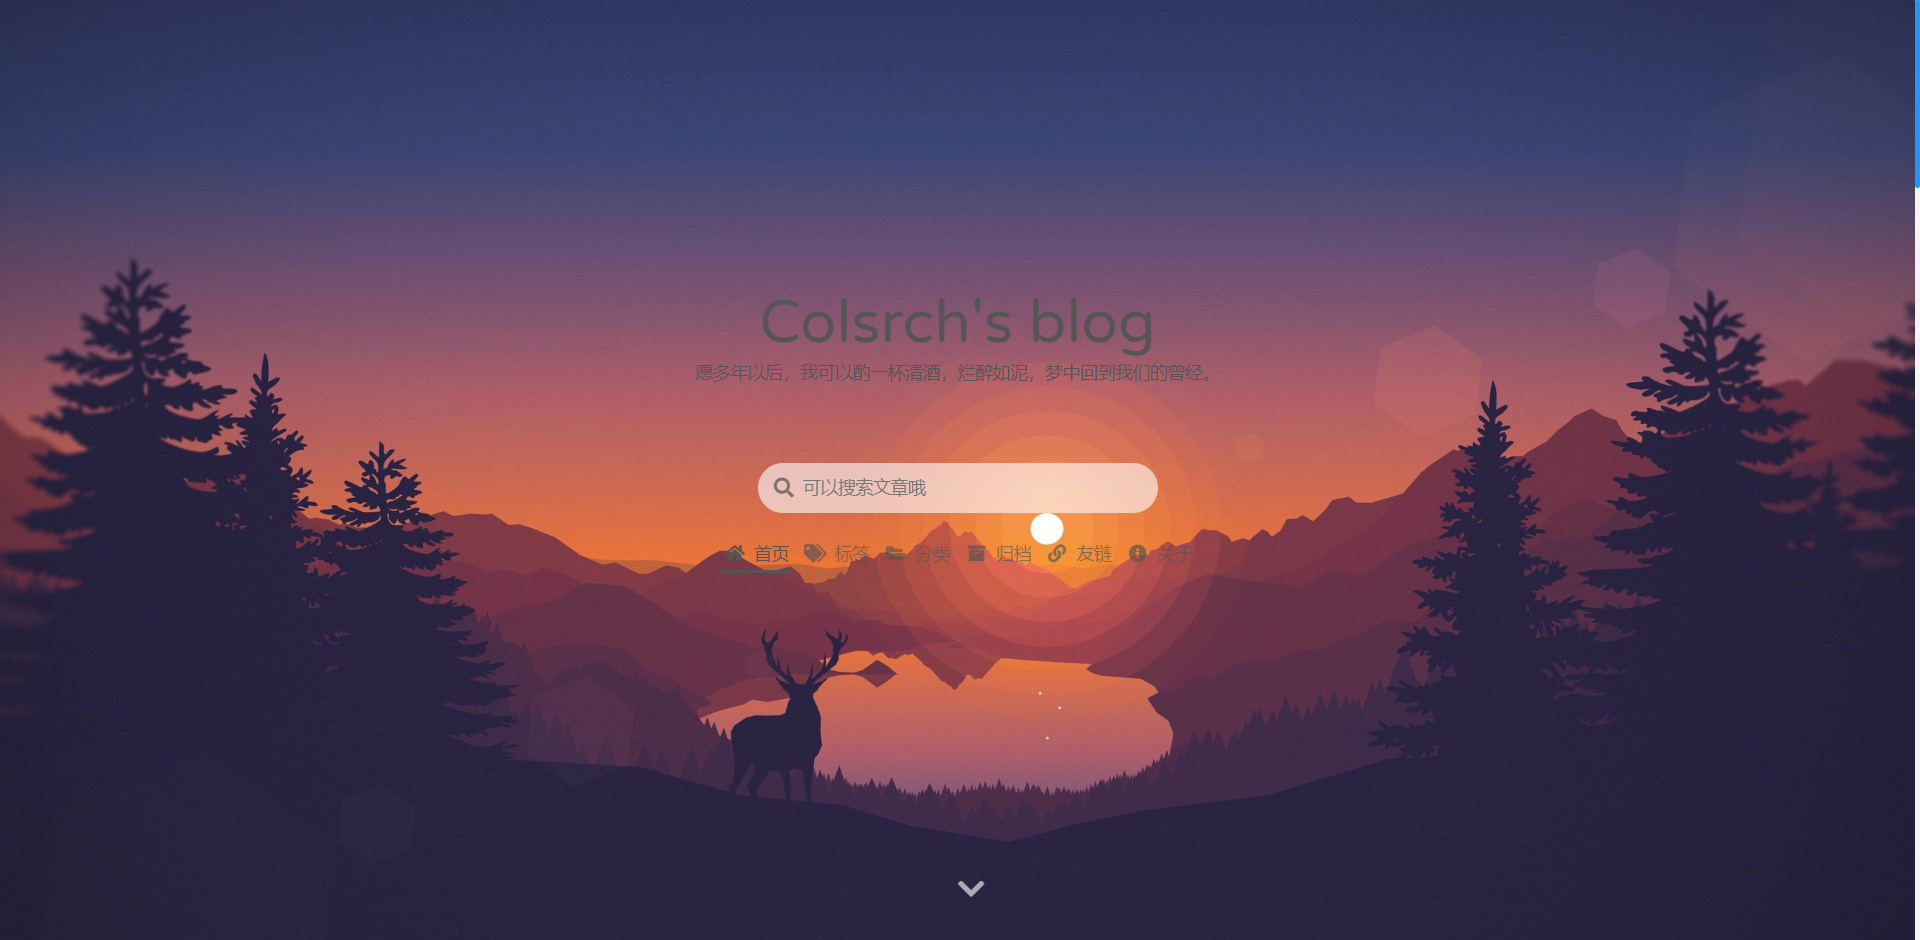 Colsrch's blog
愿多年以后，我可以酌一杯清酒，烂醉如泥，梦中回到我们的曾经。
可以搜索文章哦
首页 标签 分类 归档 友链 关于